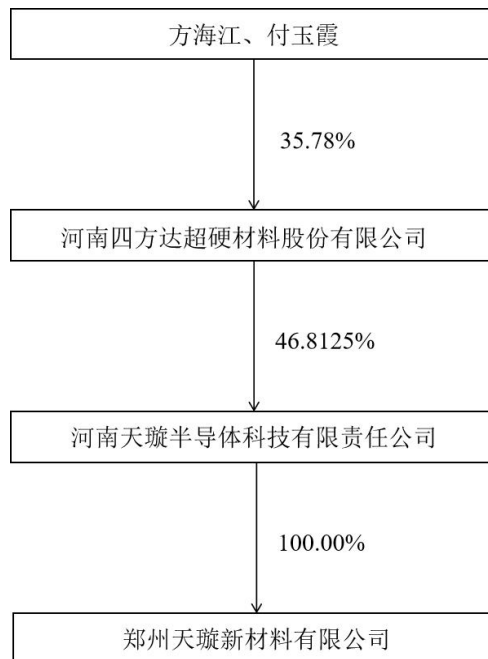 方海江、付玉霞
35.78%
河南四方达超硬材料股份有限公司
46.8125%
河南天璇半导体科技有限责任公司
100.00%
郑州天璇新材料有限公司